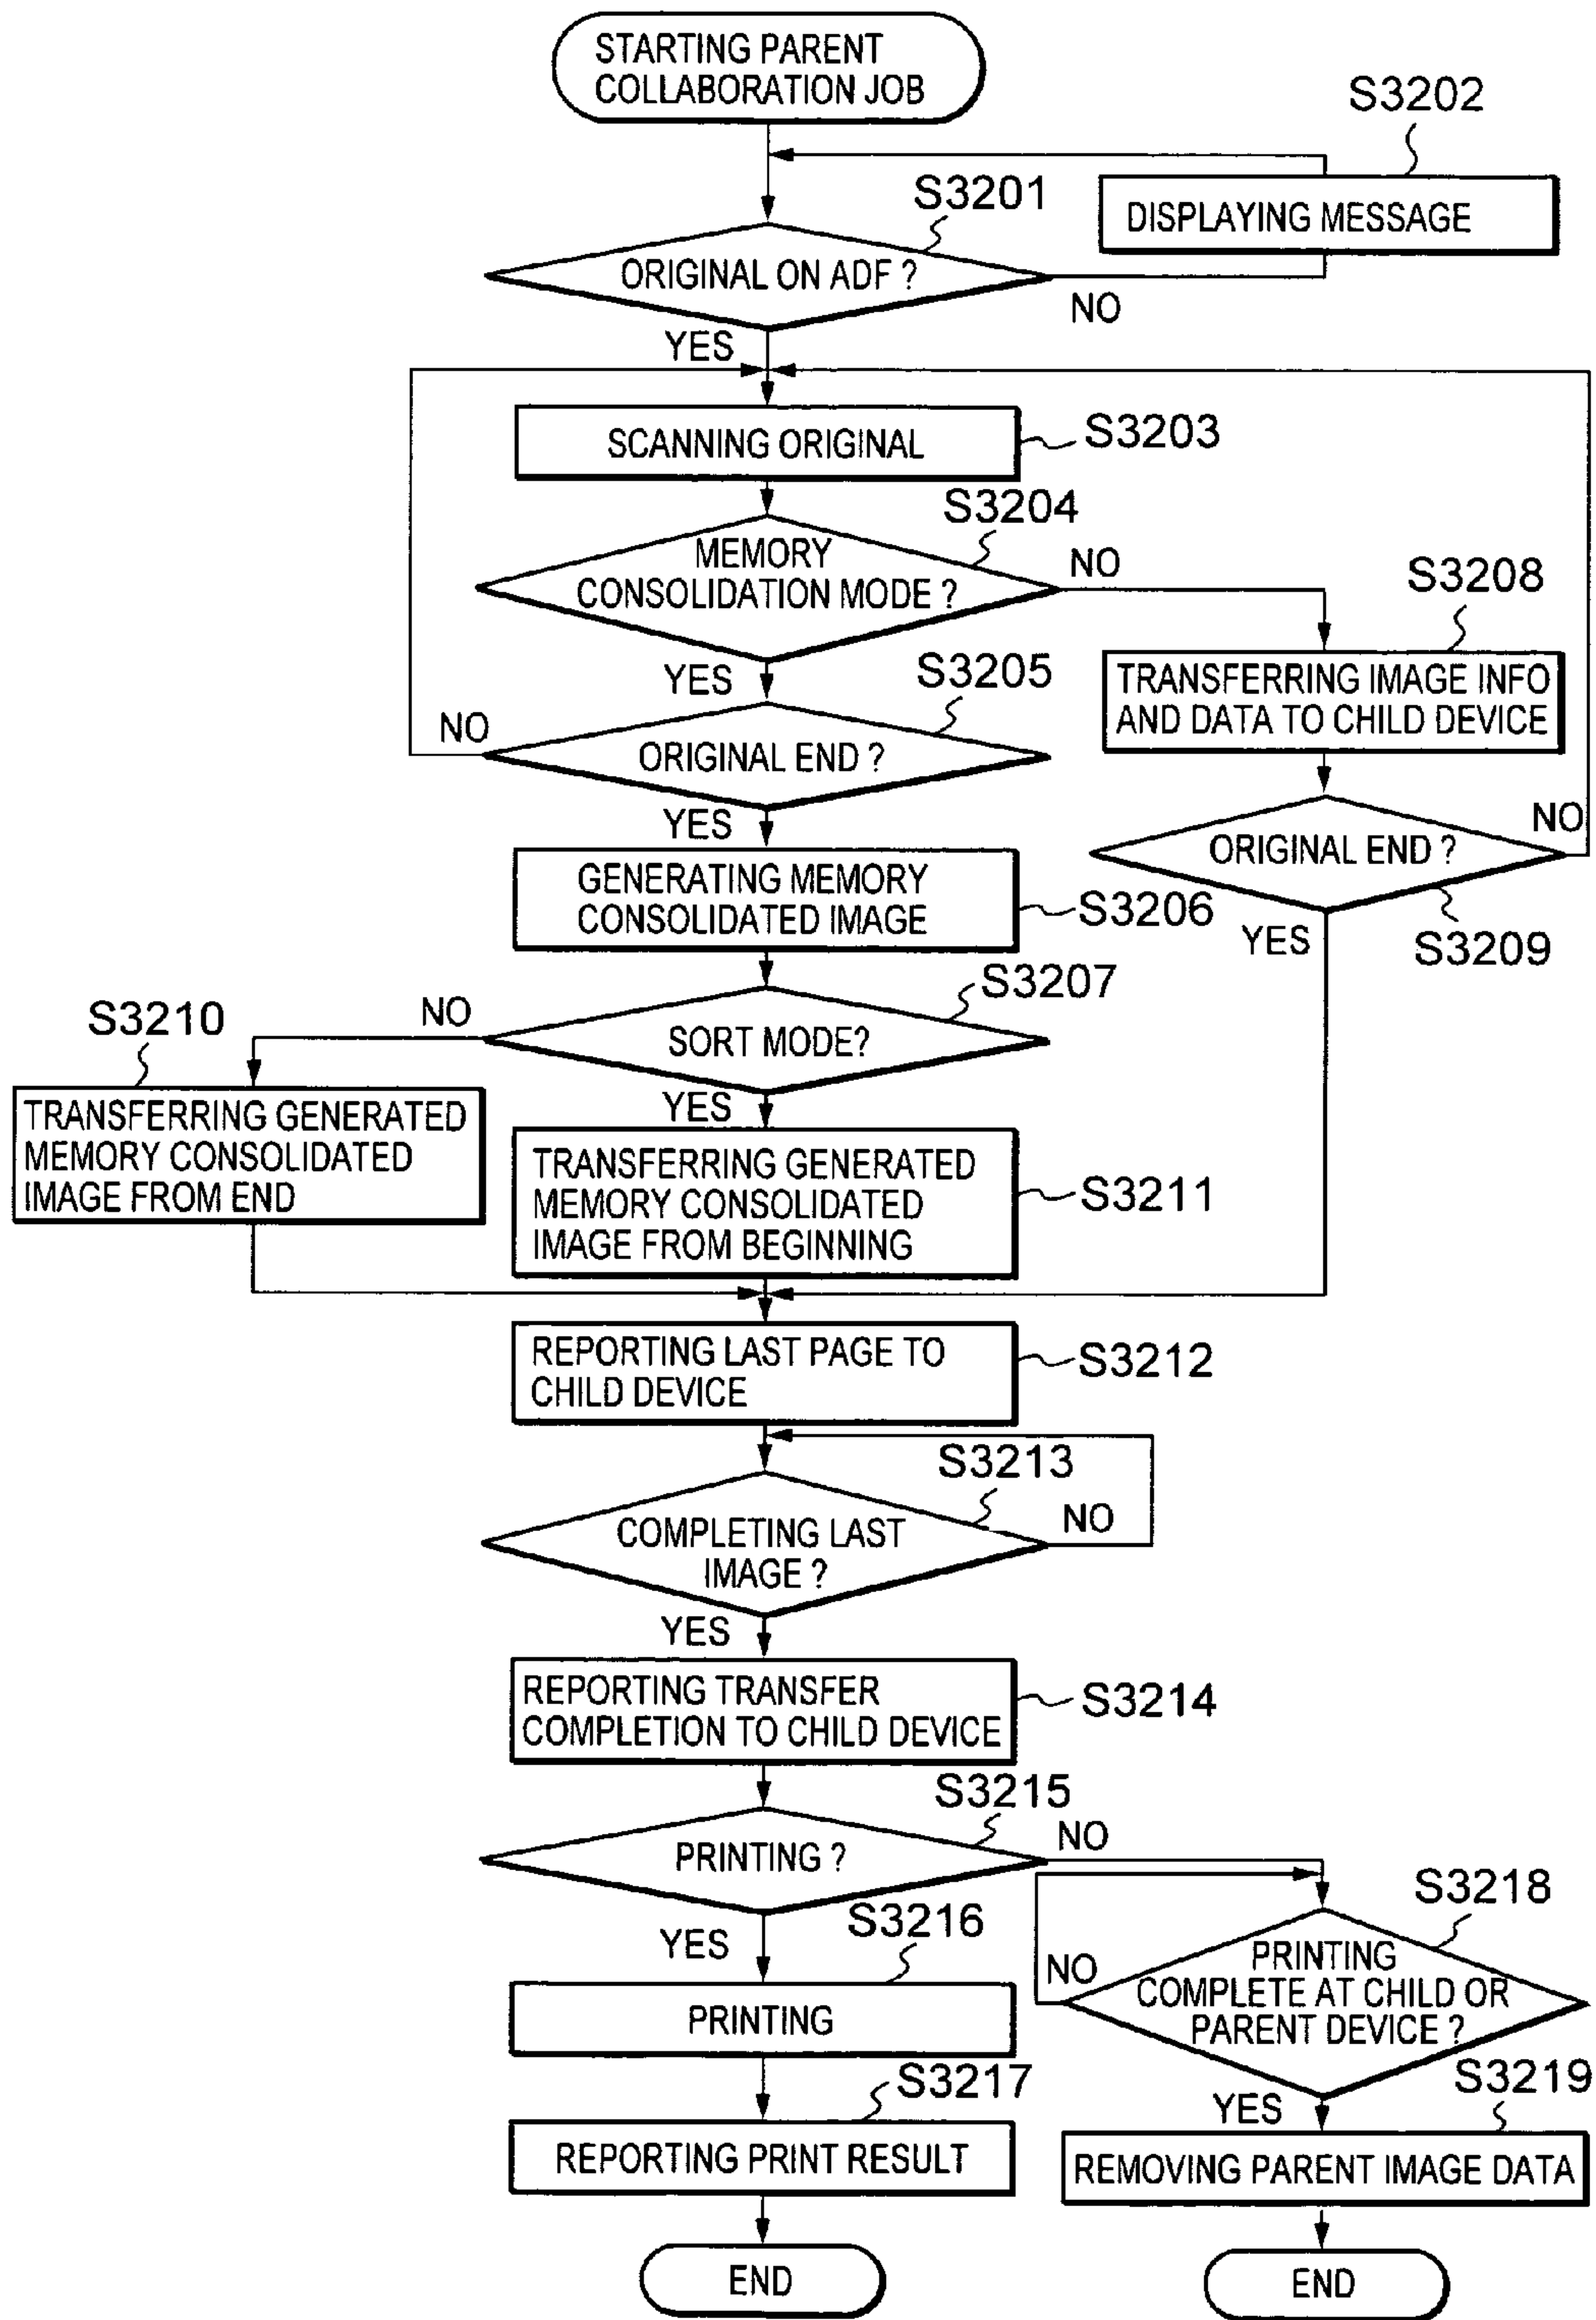 STARTING PARENT
COLLABORATION JOB
S3202
DISPLAYING MESSAGE
S3201
ORIGINAL ON ADF ?
NO
YES
SCANNING ORIGINAL
S3203
S3204
MEMORY
CONSOLIDATION MODE ?
NO
YES
S3208
TRANSFERRING IMAGE INFO
AND DATA TO CHILD DEVICE
S3205
ORIGINAL END ?
NO
YES
ORIGINAL END ?
NO
YES
S3209
GENERATING MEMORY
CONSOLIDATED IMAGE
S3206
S3207
SORT MODE?
NO
YES
S3210
TRANSFERRING GENERATED
MEMORY CONSOLIDATED
IMAGE FROM END
TRANSFERRING GENERATED
MEMORY CONSOLIDATED
IMAGE FROM BEGINNING
S3211
REPORTING LAST PAGE TO
CHILD DEVICE
S3212
S3213
COMPLETING LAST
IMAGE ?
NO
YES
REPORTING TRANSFER
COMPLETION TO CHILD DEVICE
S3214
S3215
PRINTING ?
NO
YES
S3216
PRINTING
S3217
REPORTING PRINT RESULT
END
S3218
PRINTING
COMPLETE AT CHILD OR
PARENT DEVICE ?
NO
YES
S3219
REMOVING PARENT IMAGE DATA
END